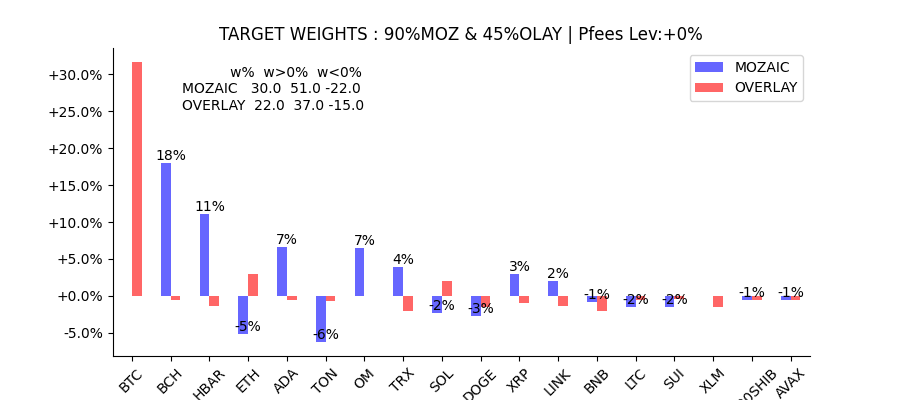 TARGET WEIGHTS : 90%MOZ & 45%OLAY | Pfees Lev:+0%
w% w>0% w<0%
MOZAIC 30.0 51.0 -22.0
OVERLAY 22.0 37.0 -15.0
MOZAIC
OVERLAY
+30.0%
+25.0%
+20.0%
+15.0%
+10.0%
+5.0%
+0.0%
-5.0%
18%
11%
-5%
7%
-6%
7%
4%
-2%
-3%
3%
2%
-1%
-2%
-2%
-1%
-1%
BTC
BCH
HBAR
ETH
ADA
TON
OM
TRX
SOL
DOGE
XRP
LINK
BNB
LTC
SUI
XLM
0SHIB
AVAX